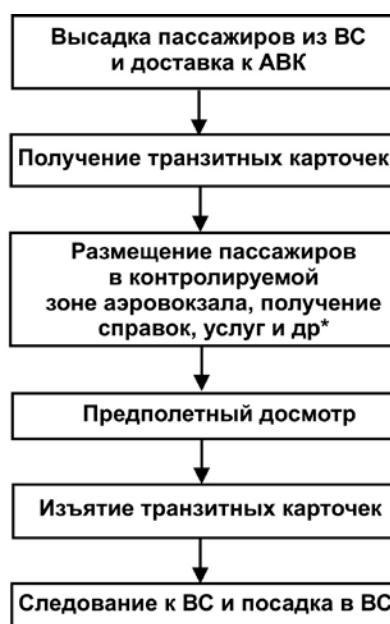 Высадка пассажиров из ВС
и доставка к АВК
Получение транзитных карточек
Размещение пассажиров
в контролируемой
зоне аэровокзала, получение
справок, услуг и др*
Предполетный досмотр
Изъятие транзитных карточек
Следование к ВС и посадка в ВС